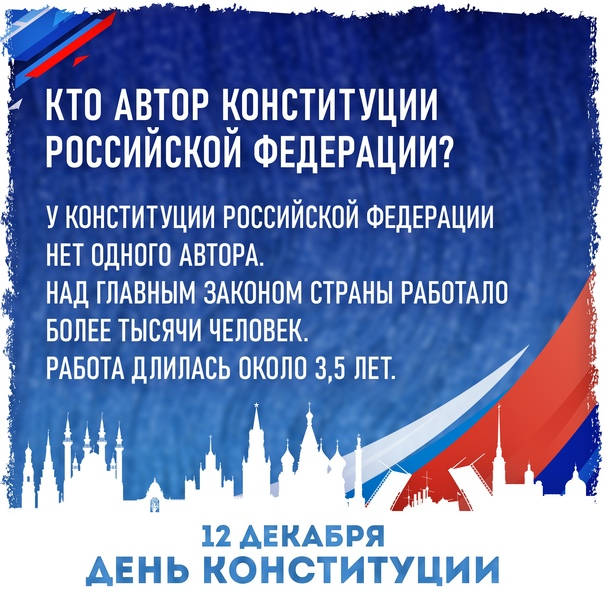 КТО АВТОР КОНСТИТУЦИИ
РОССИЙСКОЙ ФЕДЕРАЦИИ?
У КОНСТИТУЦИИ РОССИЙСКОЙ ФЕДЕРАЦИИ
НЕТ ОДНОГО АВТОРА.
НАД ГЛАВНЫМ ЗАКОНОМ СТРАНЫ РАБОТАЛО
БОЛЕЕ ТЫСЯЧИ ЧЕЛОВЕК.
РАБОТА ДЛИЛАСЬ ОКОЛО 3,5 ЛЕТ.
12 ДЕКАБРЯ
ДЕНЬ КОНСТИТУЦИИ